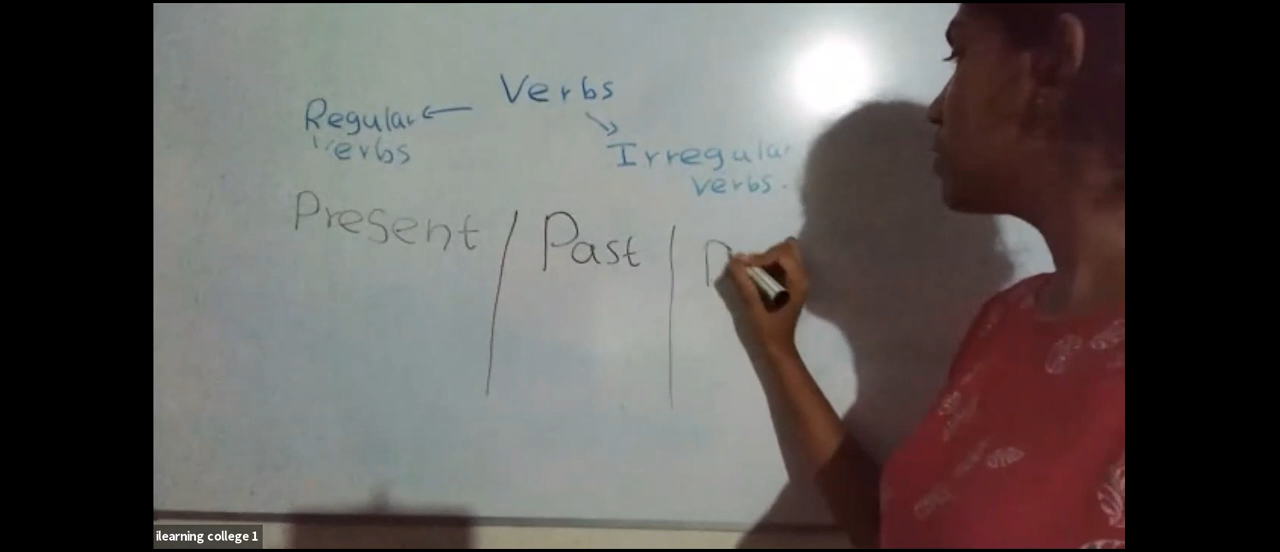 Verbs
Regular verbs
Irregular verbs.
Present / Past |
ilearning college 1